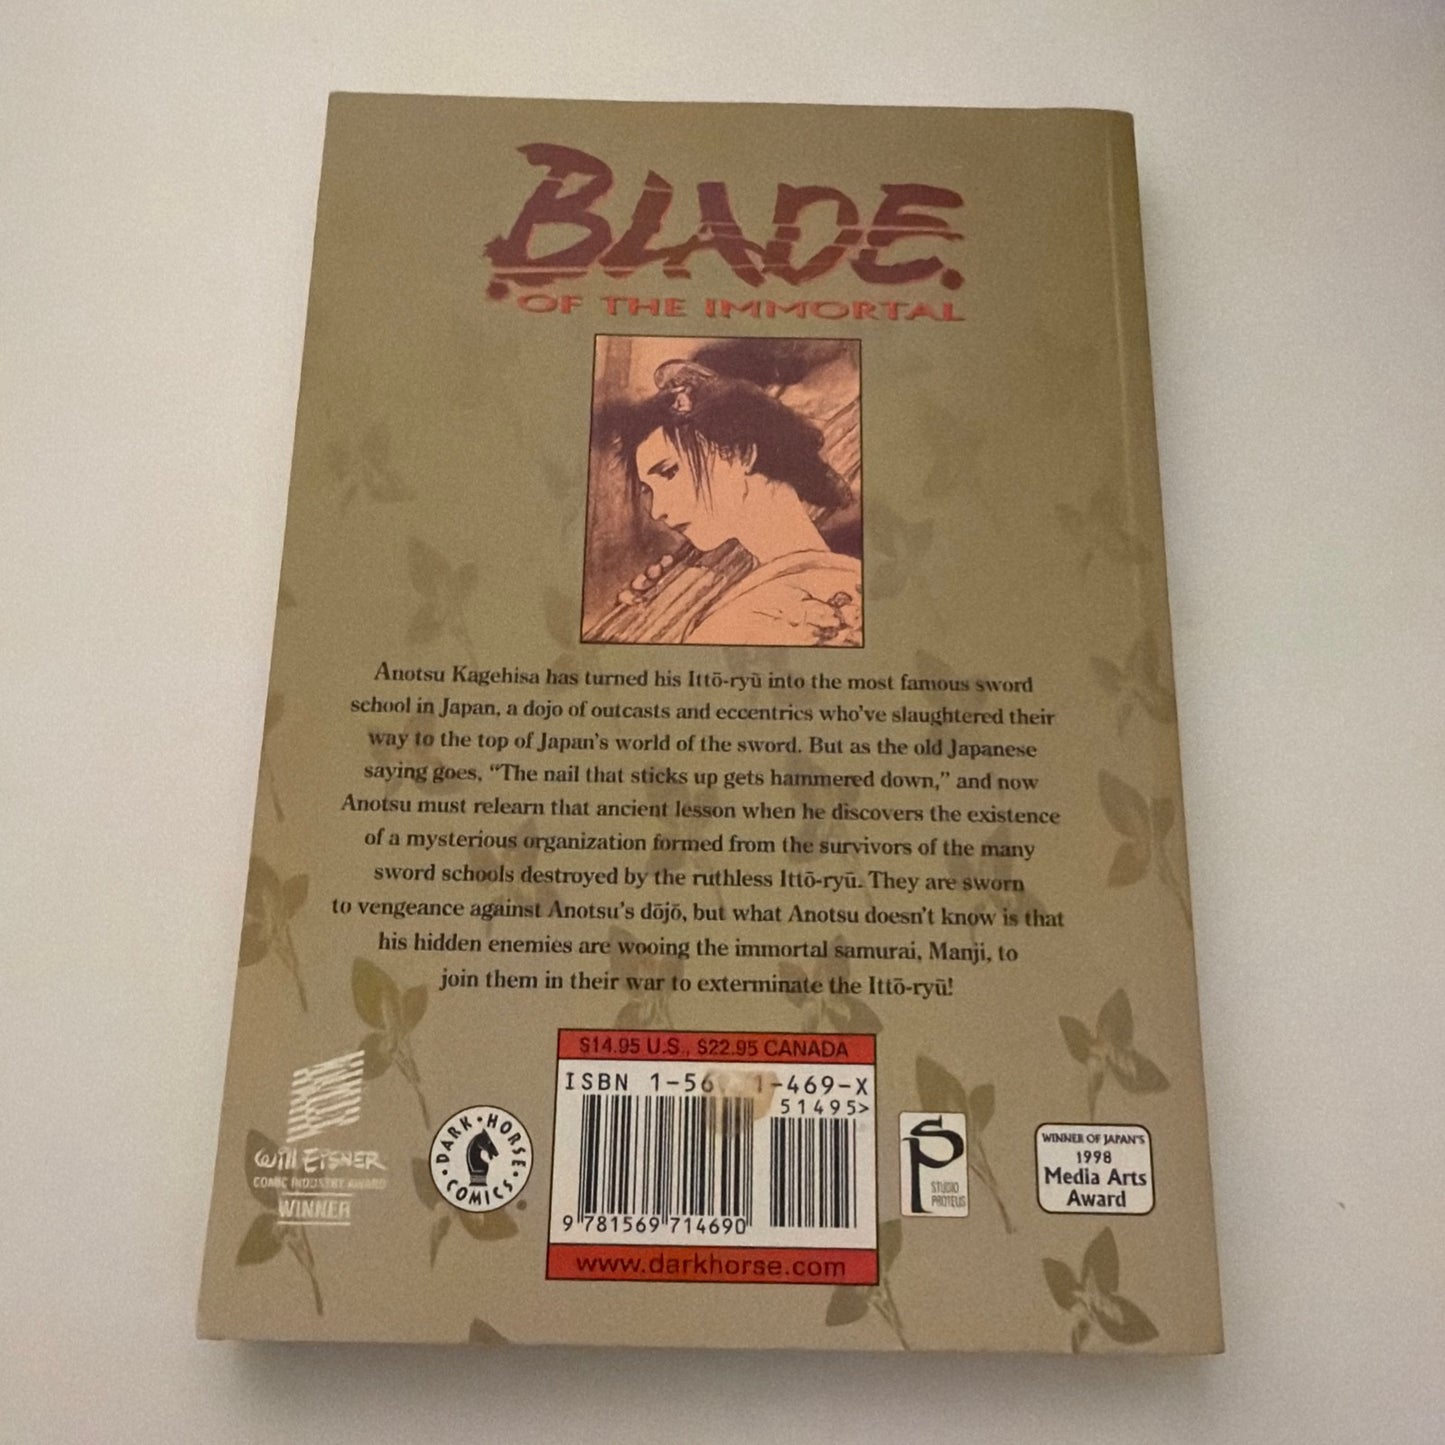 BLADE
OF THE IMMORTAL
Anotsu Kagehisa has turned his Ittō-ryū into the most famous sword
school in Japan, a dojo of outcasts and eccentrics who've slaughtered their
way to the top of Japan's world of the sword. But as the old Japanese
saying goes, “The nail that sticks up gets hammered down,” and now
Anotsu must relearn that ancient lesson when he discovers the existence
of a mysterious organization formed from the survivors of the many
sword schools destroyed by the ruthless Ittō-ryū. They are sworn
to vengeance against Anotsu's dōjō, but what Anotsu doesn't know is that
his hidden enemies are wooing the immortal samurai, Manji, to
join them in their war to exterminate the Ittō-ryū!
WILL EISNER
COMIC INDUSTRY AWARD
WINNER
DARK HORSE COMICS
$14.95 U.S., $22.95 CANADA
ISBN 1-56 1-469-X
51495>
9 781569 714690
www.darkhorse.com
SP
STUDIO
PROTEUS
WINNER OF JAPAN'S
1998
Media Arts
Award